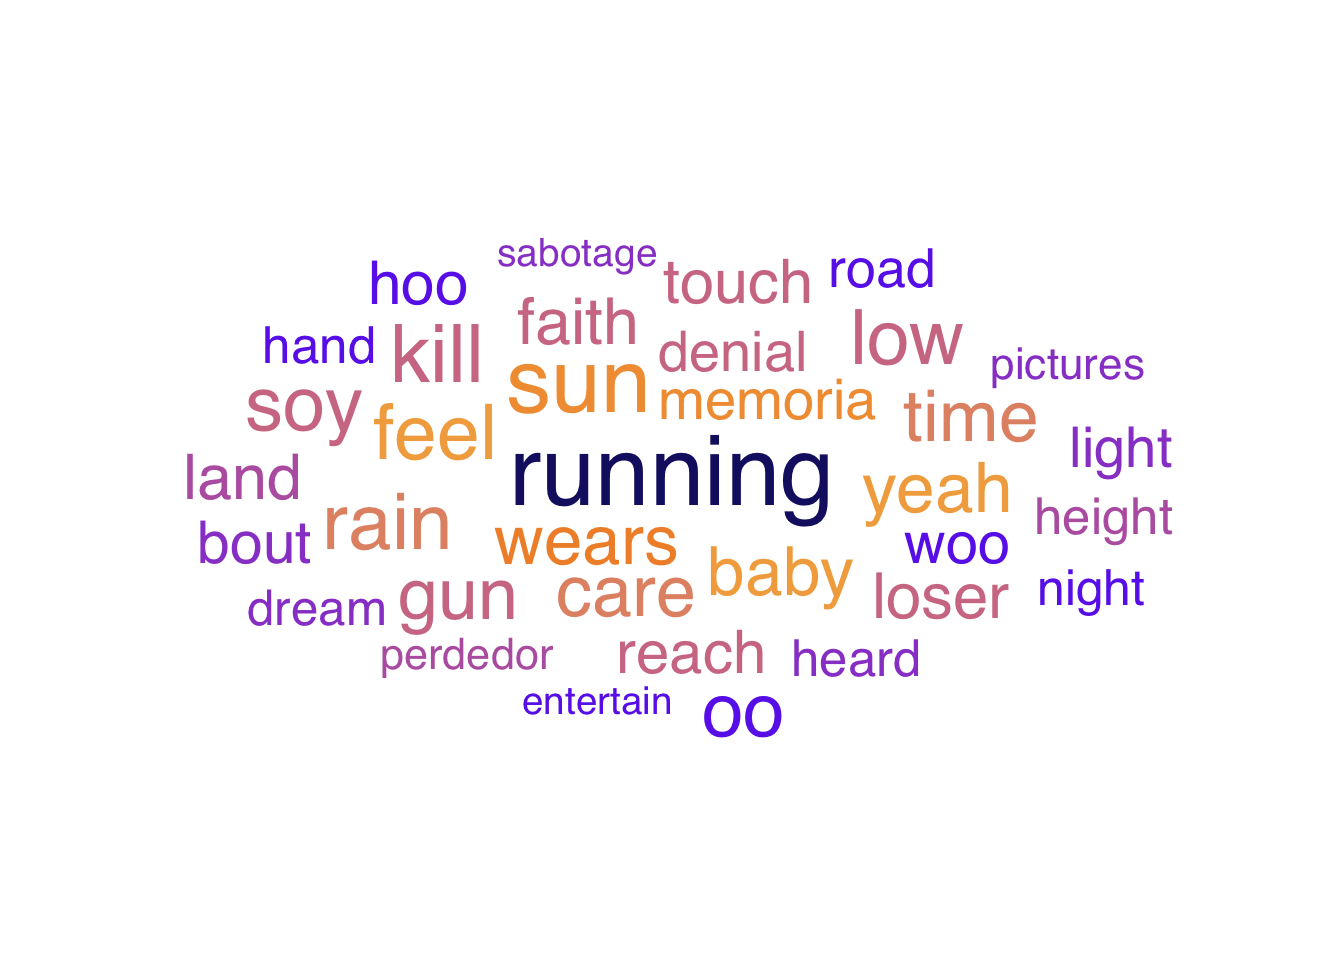 sabotage
hoo touch road
hand kill faith denial low pictures
soy feel sun memoria time light
land running yeah height
bout rain wears woo
dream gun care baby loser night
perdedor reach heard
entertain oo